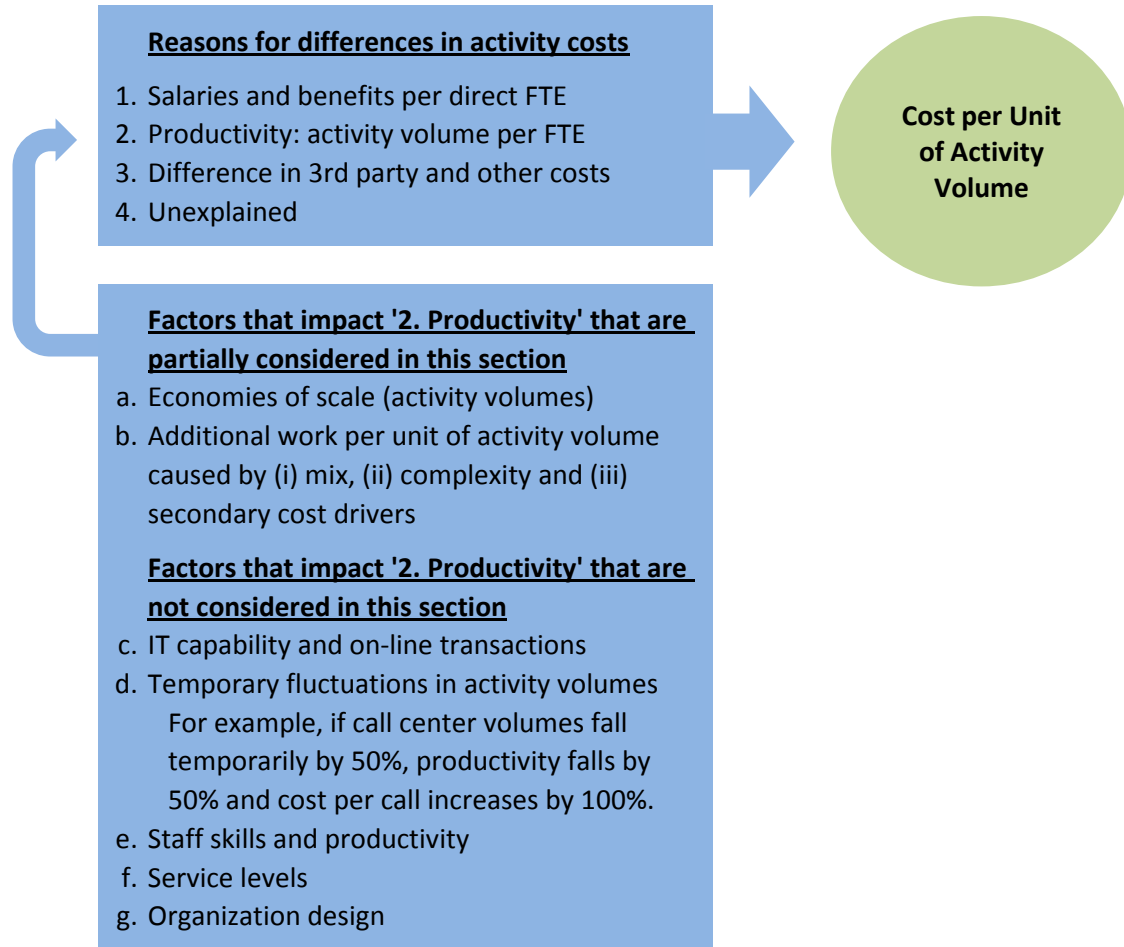 Reasons for differences in activity costs
1. Salaries and benefits per direct FTE
2. Productivity: activity volume per FTE
3. Difference in 3rd party and other costs
4. Unexplained
Cost per Unit
of Activity
Volume
Factors that impact '2. Productivity' that are
partially considered in this section
a. Economies of scale (activity volumes)
b. Additional work per unit of activity volume
caused by (i) mix, (ii) complexity and (iii)
secondary cost drivers
Factors that impact '2. Productivity' that are
not considered in this section
c. IT capability and on-line transactions
d. Temporary fluctuations in activity volumes
For example, if call center volumes fall
temporarily by 50%, productivity falls by
50% and cost per call increases by 100%.
e. Staff skills and productivity
f. Service levels
g. Organization design